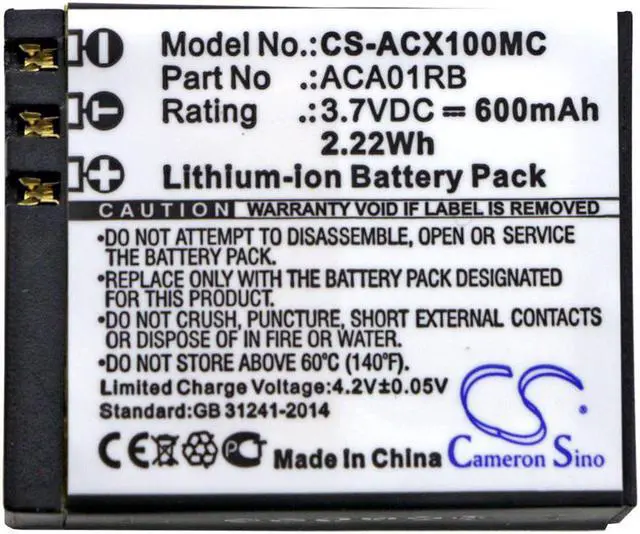 Model No.:CS-ACX100MC
Part No .:ACA01RB
Rating .:3.7VDC ⎓ 600mAh
2.22Wh
Lithium-ion Battery Pack
CAUTION WARRANTY VOID IF LABEL IS REMOVED
•DO NOT ATTEMPT TO DISASSEMBLE, OPEN OR SERVICE
THE BATTERY PACK.
•REPLACE ONLY WITH THE BATTERY PACK DESIGNATED
FOR THIS PRODUCT.
•DO NOT CRUSH, PUNCTURE, SHORT EXTERNAL CONTACTS
OR DISPOSE OF IN FIRE OR WATER.
•DO NOT STORE ABOVE 60°C (140°F).
Limited Charge Voltage:4.2V±0.05V
Standard:GB 31241-2014
CE PCT Made In China
CS
Cameron Sino